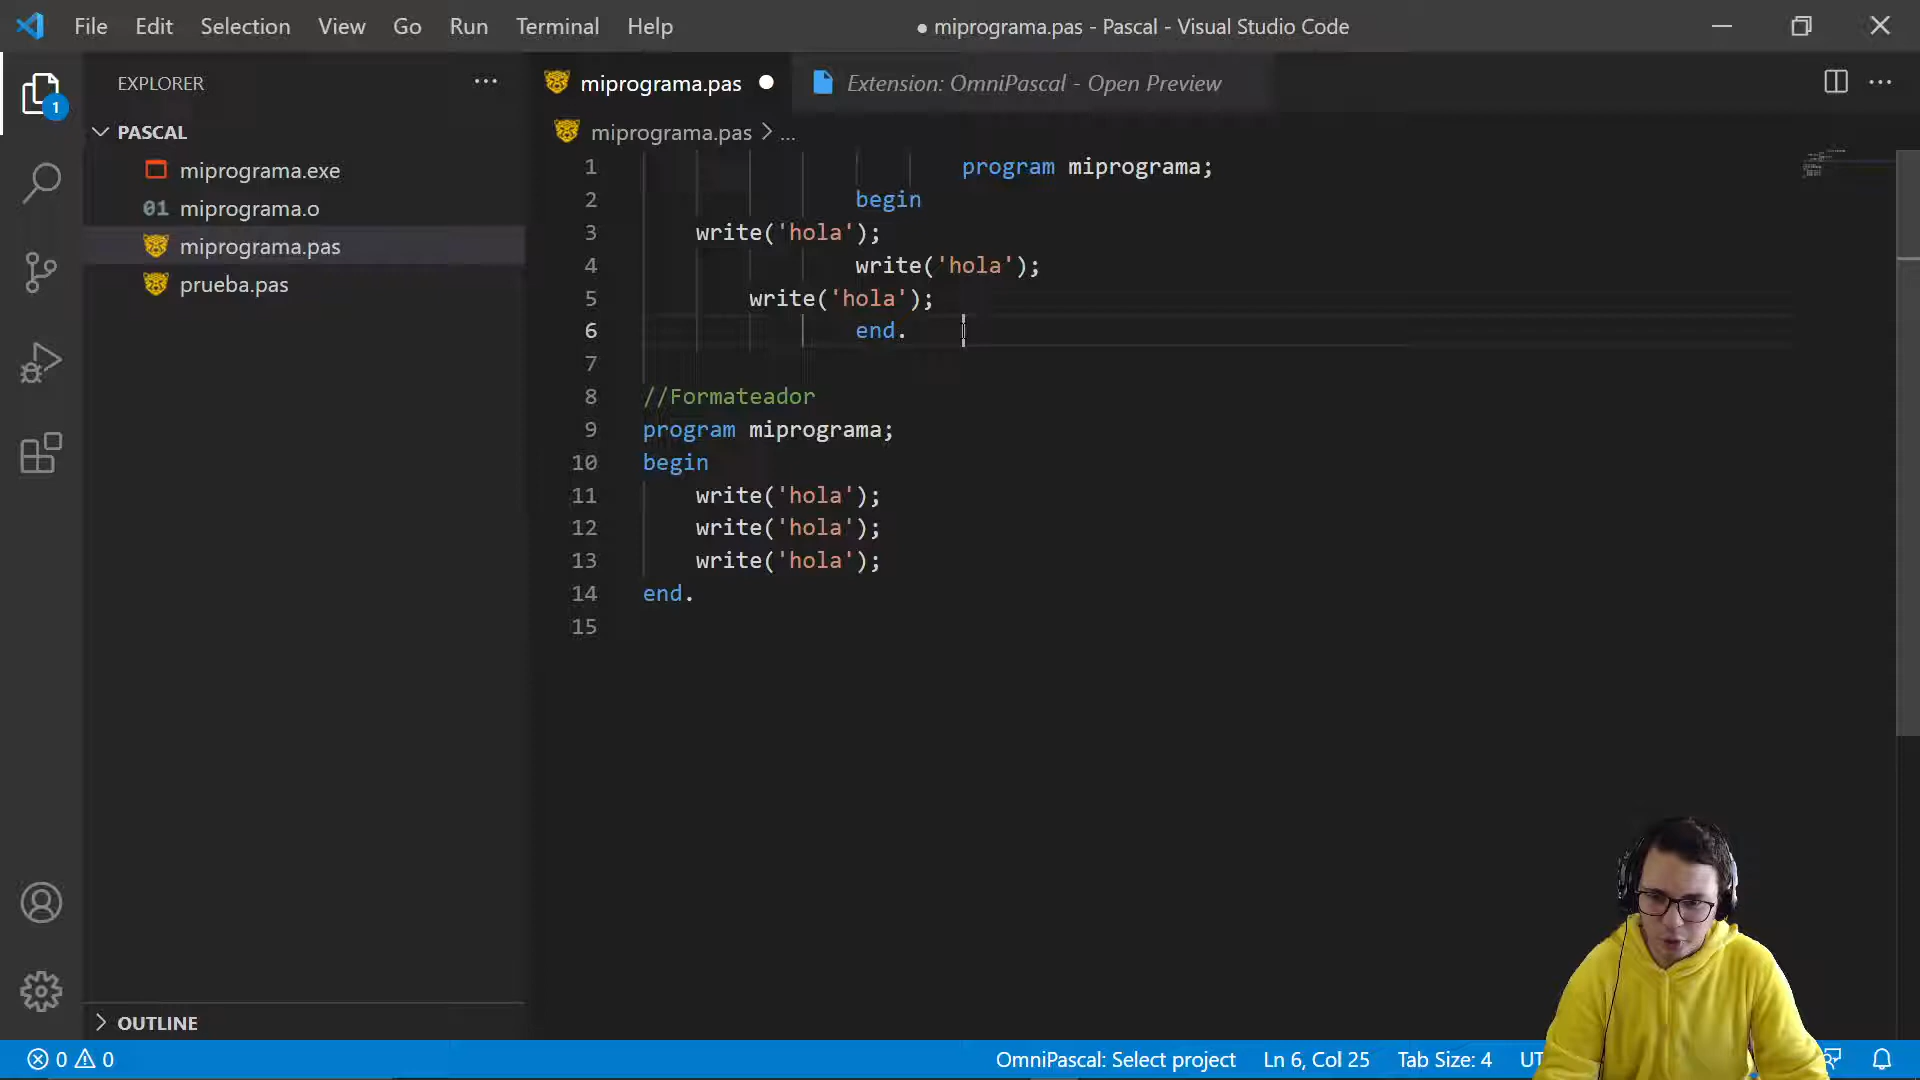 File Edit Selection View Go Run Terminal Help
● miprograma.pas - Pascal - Visual Studio Code
EXPLORER
PASCAL
miprograma.exe
01 miprograma.o
miprograma.pas
prueba.pas
OUTLINE
1
miprograma.pas
Extension: OmniPascal - Open Preview
miprograma.pas > ...
1 program miprograma;
2 begin
3 write('hola');
4 write('hola');
5 write('hola');
6 end.
7
8 //Formateador
9 program miprograma;
10 begin
11 write('hola');
12 write('hola');
13 write('hola');
14 end.
15
0 0
OmniPascal: Select project
Ln 6, Col 25
Tab Size: 4